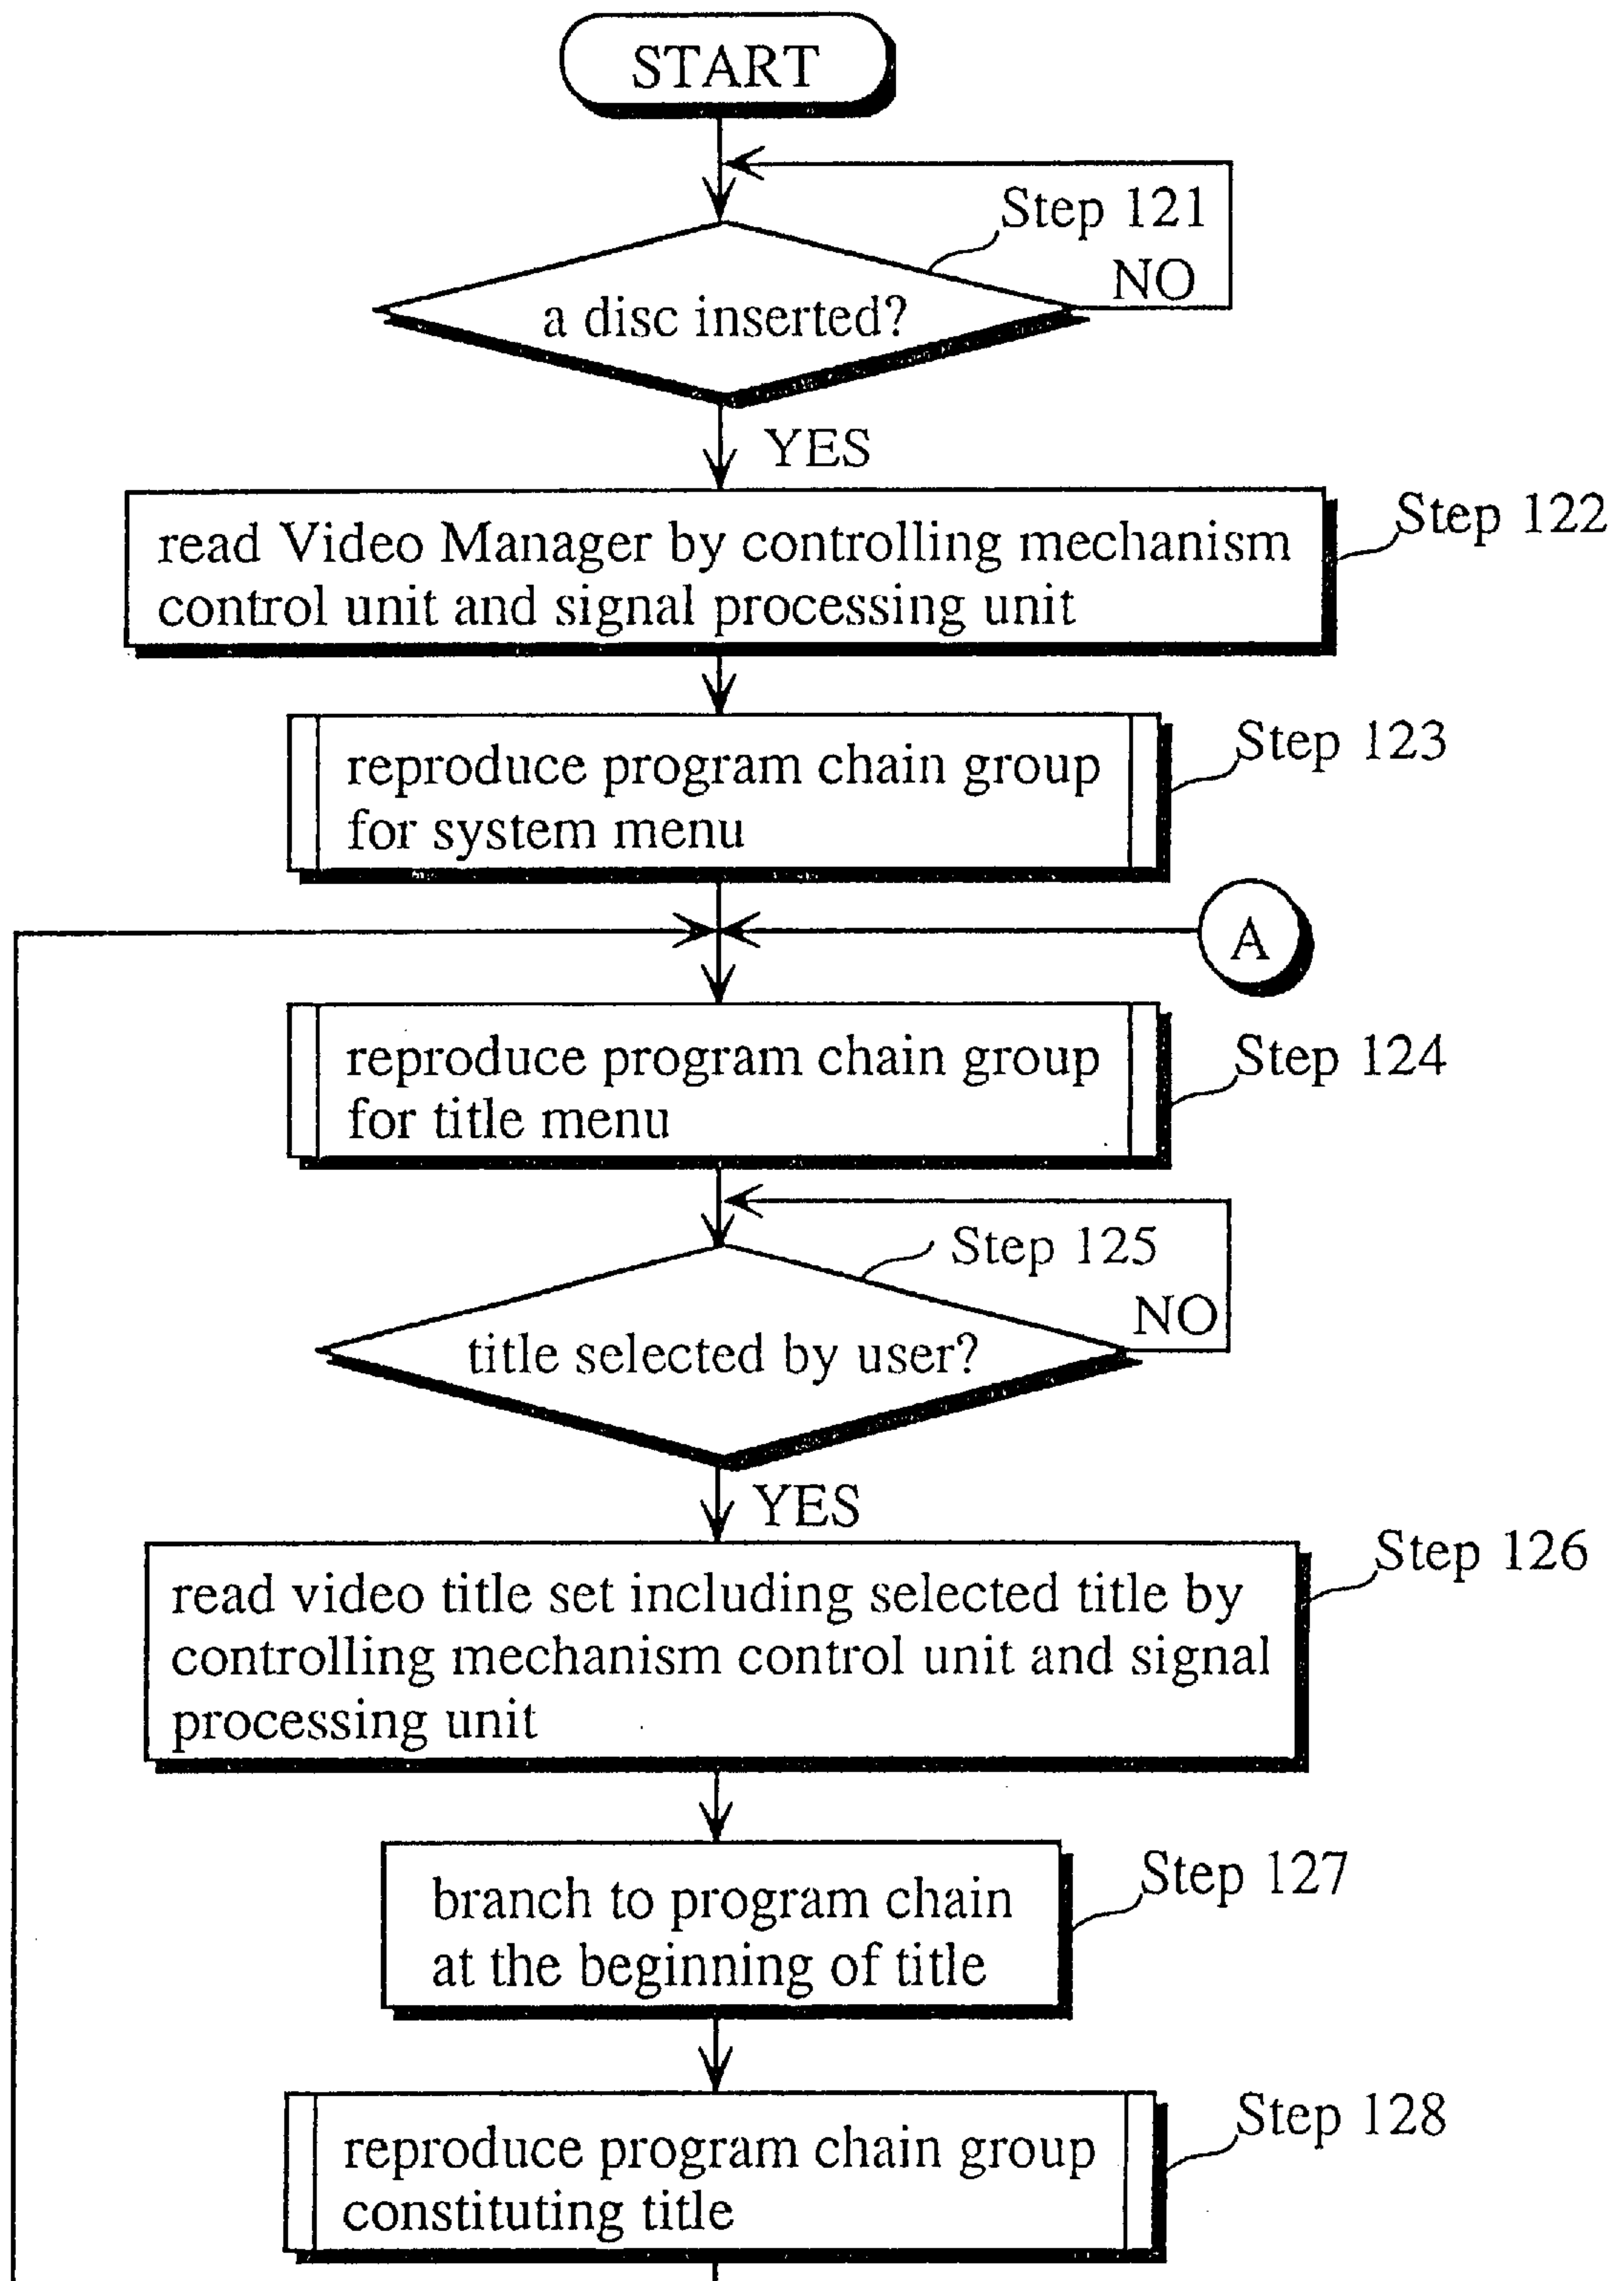 START
Step 121
NO
a disc inserted?
YES
Step 122
read Video Manager by controlling mechanism
control unit and signal processing unit
Step 123
reproduce program chain group
for system menu
A
Step 124
reproduce program chain group
for title menu
Step 125
NO
title selected by user?
YES
Step 126
read video title set including selected title by
controlling mechanism control unit and signal
processing unit
Step 127
branch to program chain
at the beginning of title
Step 128
reproduce program chain group
constituting title